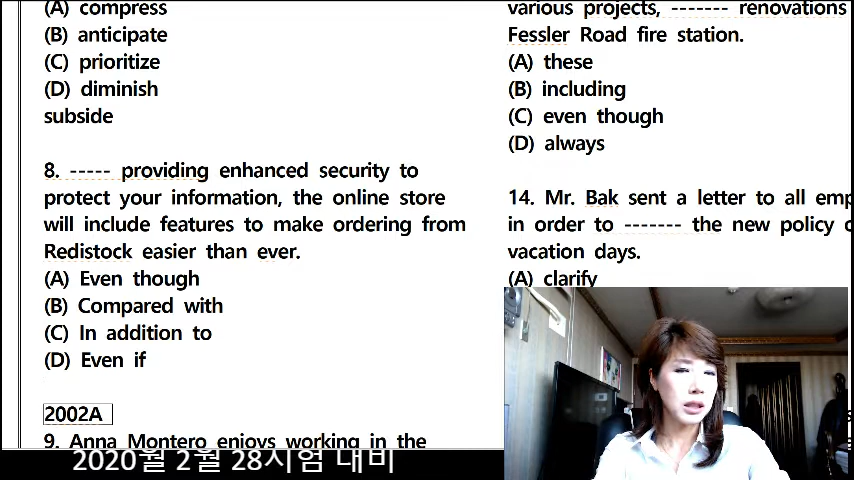 (A) compress
(B) anticipate
(C) prioritize
(D) diminish
subside
8. ----- providing enhanced security to
protect your information, the online store
will include features to make ordering from
Redistock easier than ever.
(A) Even though
(B) Compared with
(C) In addition to
(D) Even if
2002A
9. Anna Montero enjoys working in the
various projects, ------- renovations
Fessler Road fire station.
(A) these
(B) including
(C) even though
(D) always
14. Mr. Bak sent a letter to all emp
in order to ------- the new policy
vacation days.
(A) clarify
2020월 2월 28시험 대비